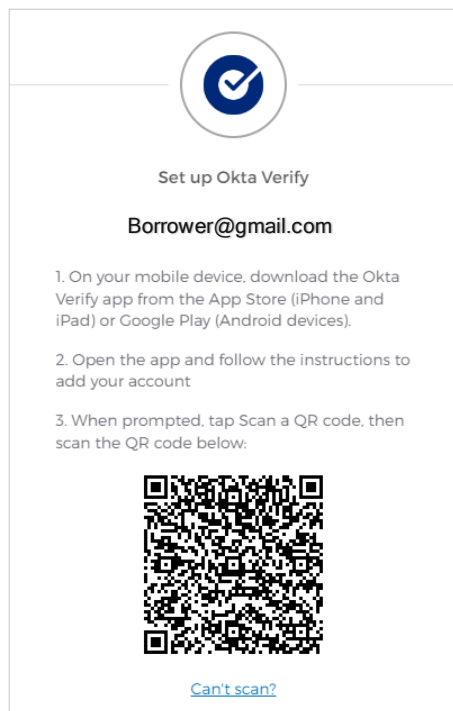 Set up Okta Verify
Borrower@gmail.com
1. On your mobile device, download the Okta
Verify app from the App Store (iPhone and
iPad) or Google Play (Android devices).
2. Open the app and follow the instructions to
add your account
3. When prompted, tap Scan a QR code, then
scan the QR code below:
Can't scan?